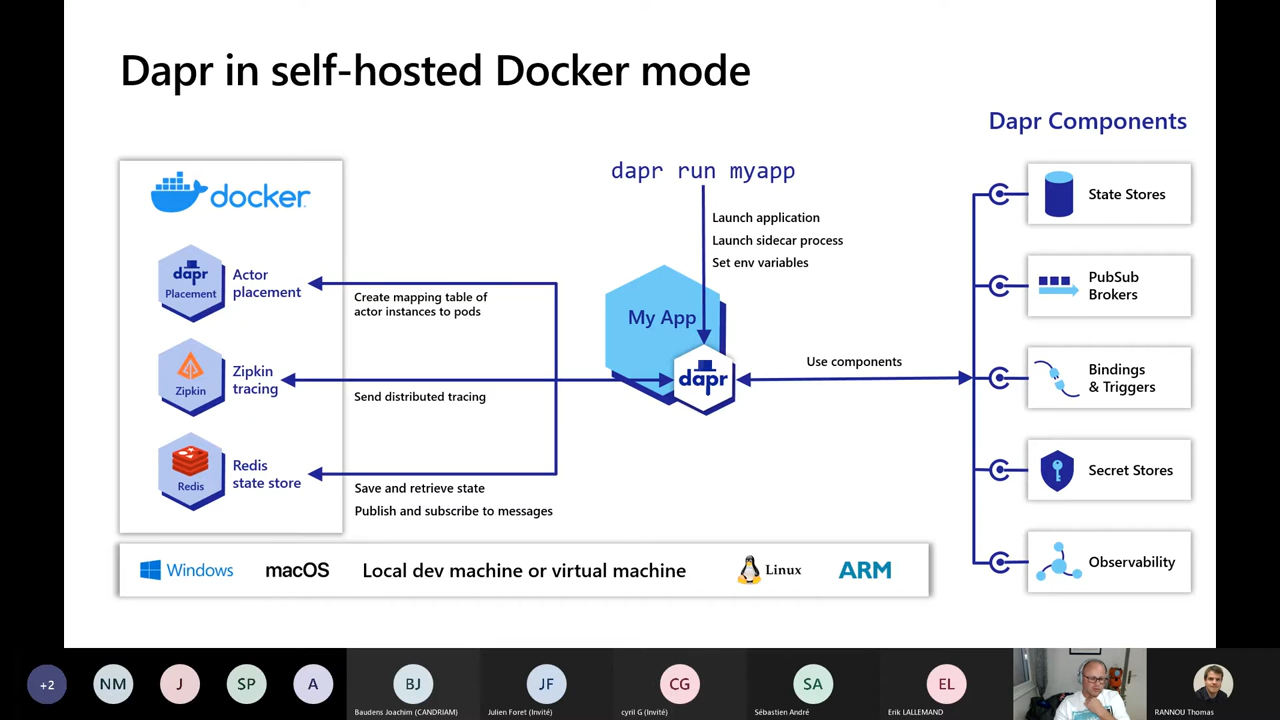 Dapr in self-hosted Docker mode
Dapr Components
docker
dapr
Placement
Actor
placement
Zipkin
Zipkin
tracing
Redis
Redis
state store
Create mapping table of
actor instances to pods
Send distributed tracing
Save and retrieve state
Publish and subscribe to messages
dapr run myapp
Launch application
Launch sidecar process
Set env variables
My App
dapr
Use components
State Stores
PubSub
Brokers
Bindings
& Triggers
Secret Stores
Observability
Windows
macOS
Local dev machine or virtual machine
Linux
ARM
+2
NM
J
SP
A
BJ
Baudens Joachim (CANDRIAM)
JF
Julien Foret (Invité)
CG
cyril G (Invité)
SA
Sébastien André
EL
Erik LALLEMAND
RANNOU Thomas